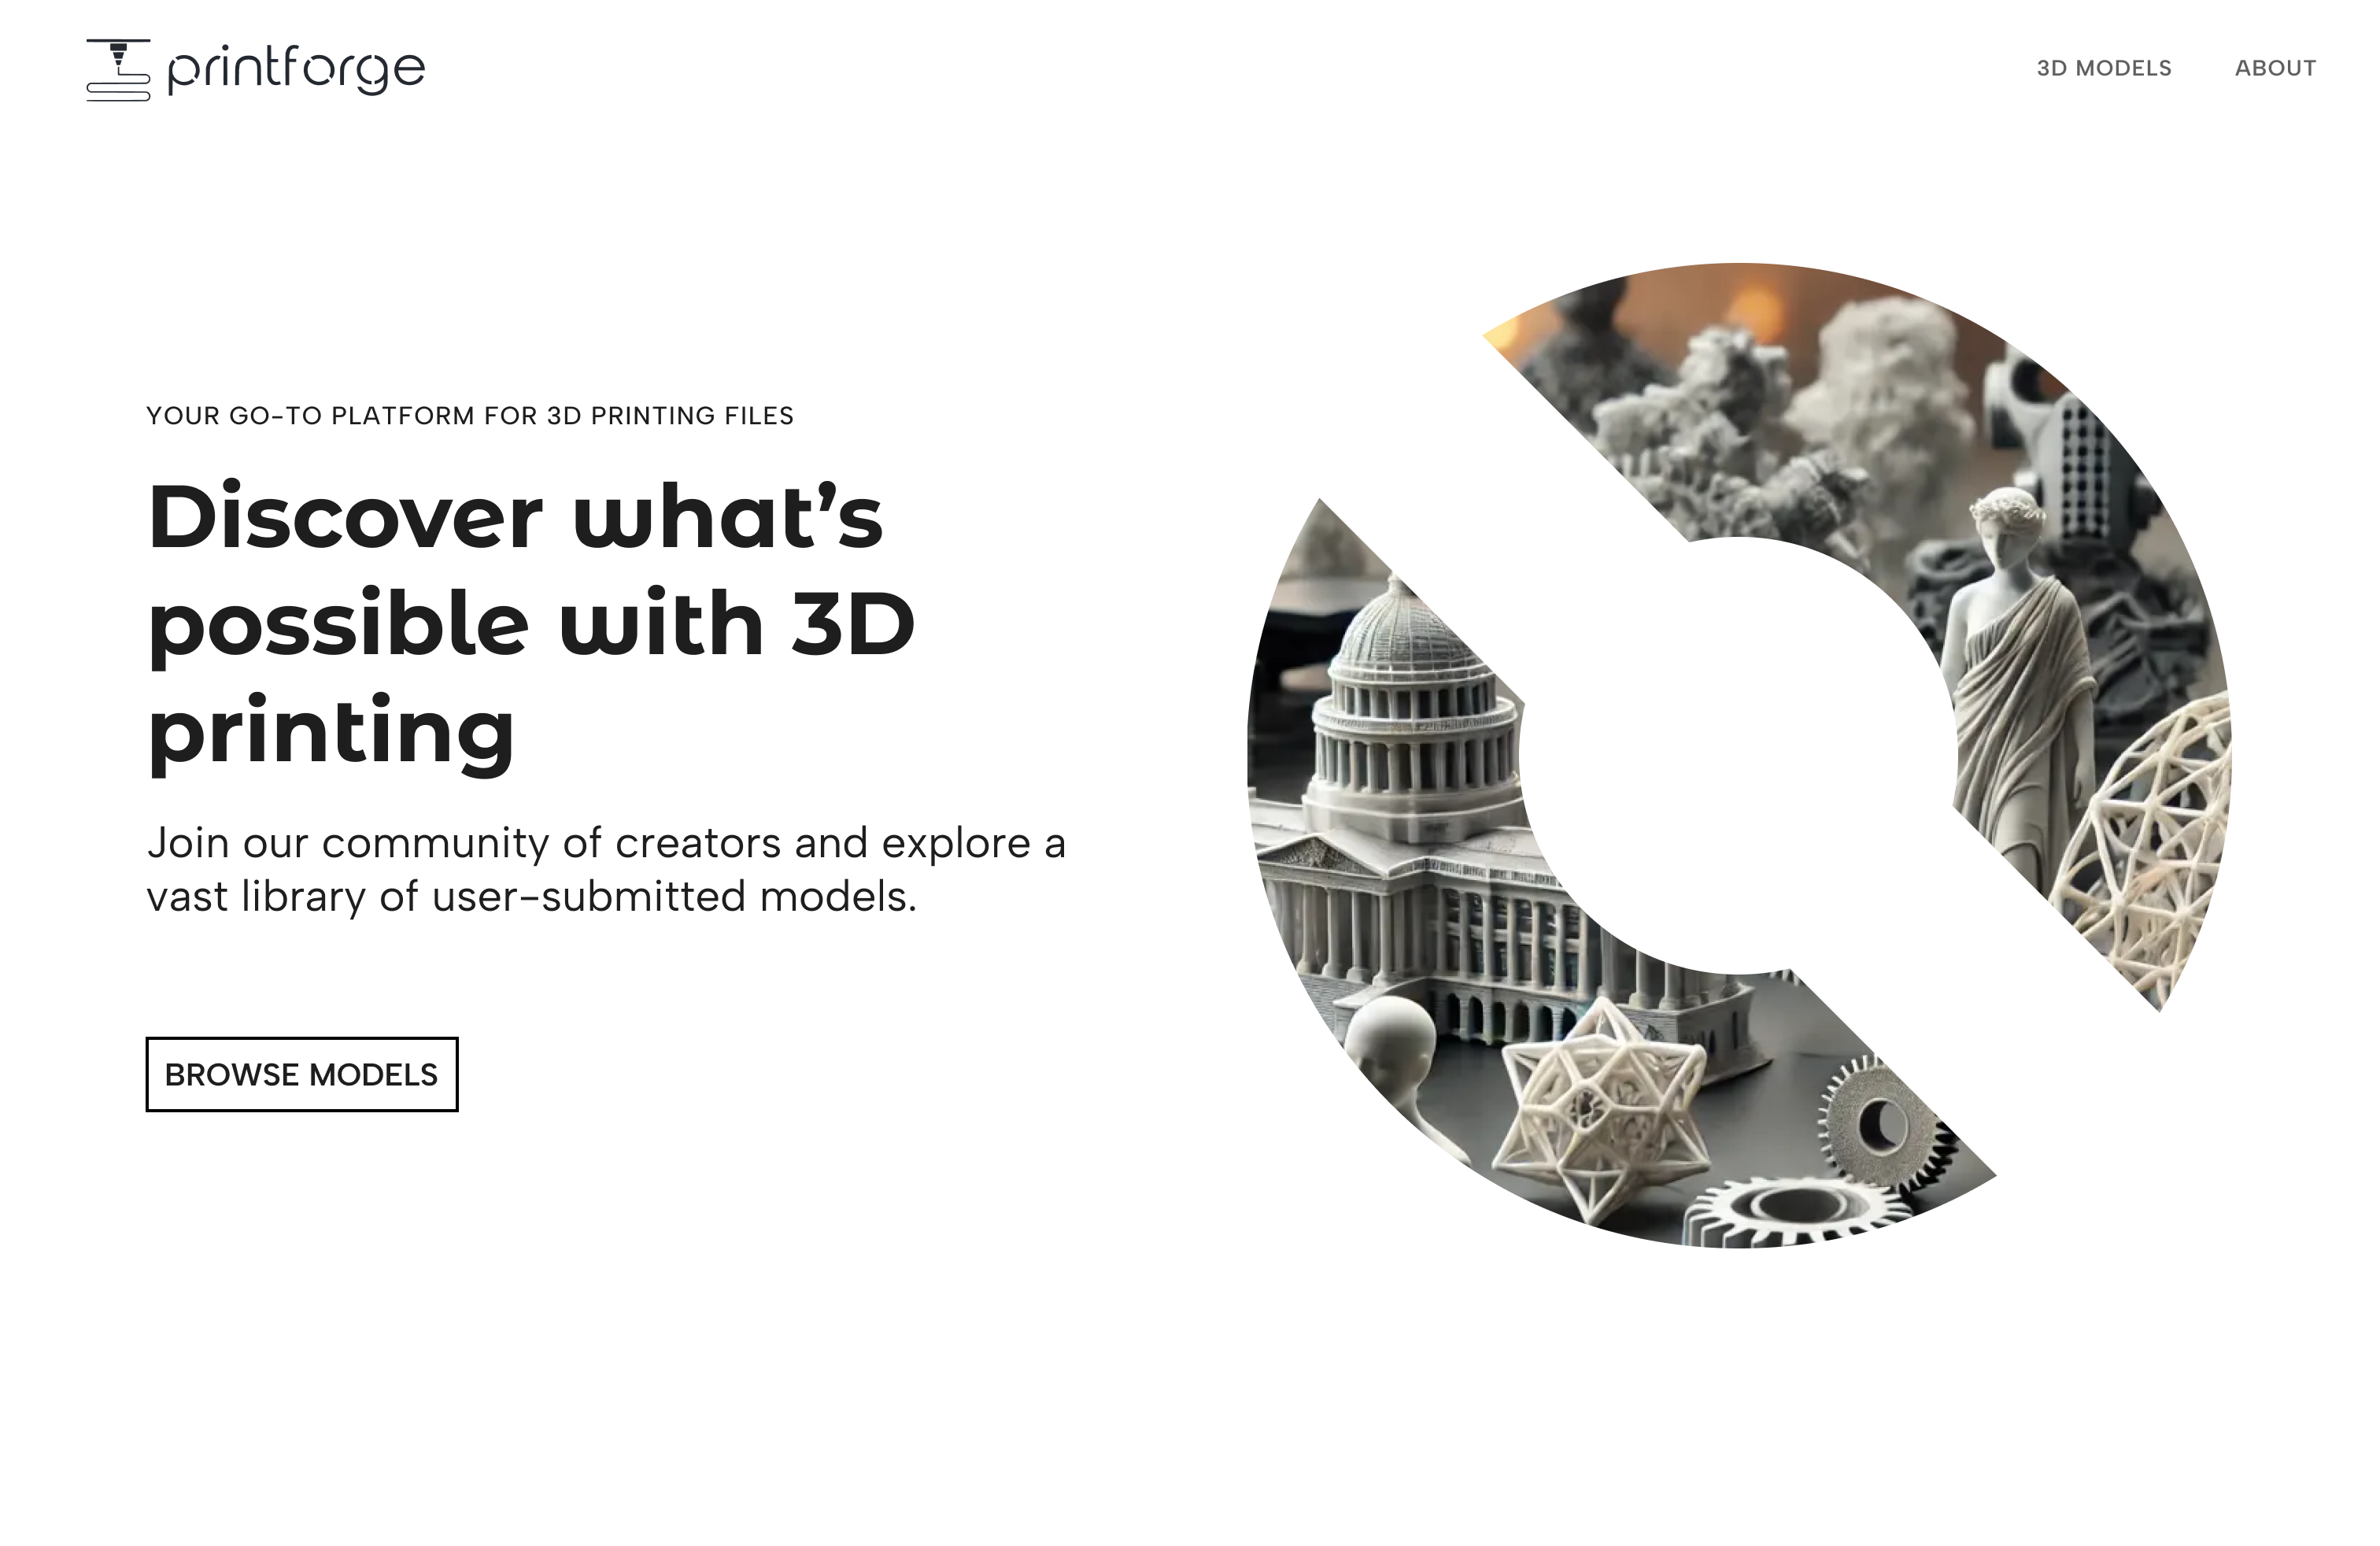 printforge
3D MODELS
ABOUT
YOUR GO-TO PLATFORM FOR 3D PRINTING FILES
Discover what’s
possible with 3D
printing
Join our community of creators and explore a
vast library of user-submitted models.
BROWSE MODELS